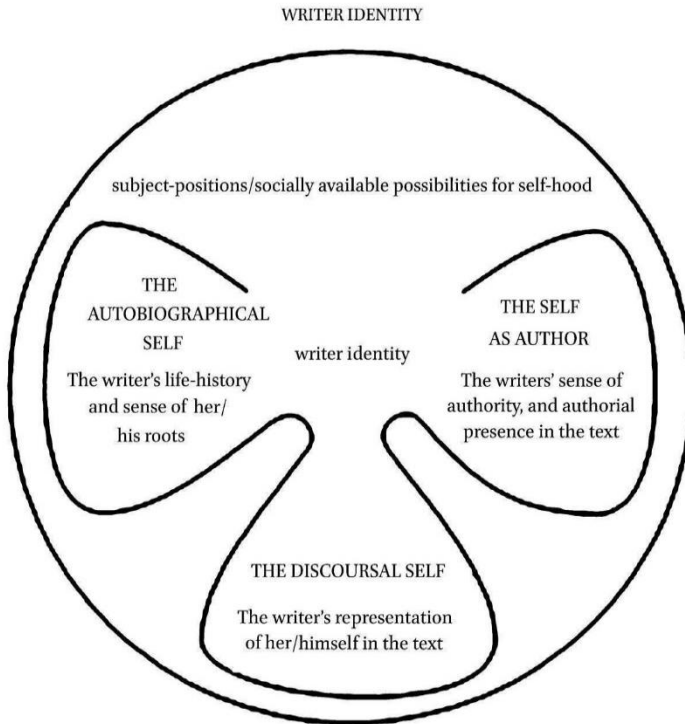 WRITER IDENTITY
subject-positions/socially available possibilities for self-hood
THE
AUTOBIOGRAPHICAL
SELF
The writer's life-history
and sense of her/
his roots
writer identity
THE SELF
AS AUTHOR
The writers' sense of
authority, and authorial
presence in the text
THE DISCOURSAL SELF
The writer's representation
of her/himself in the text